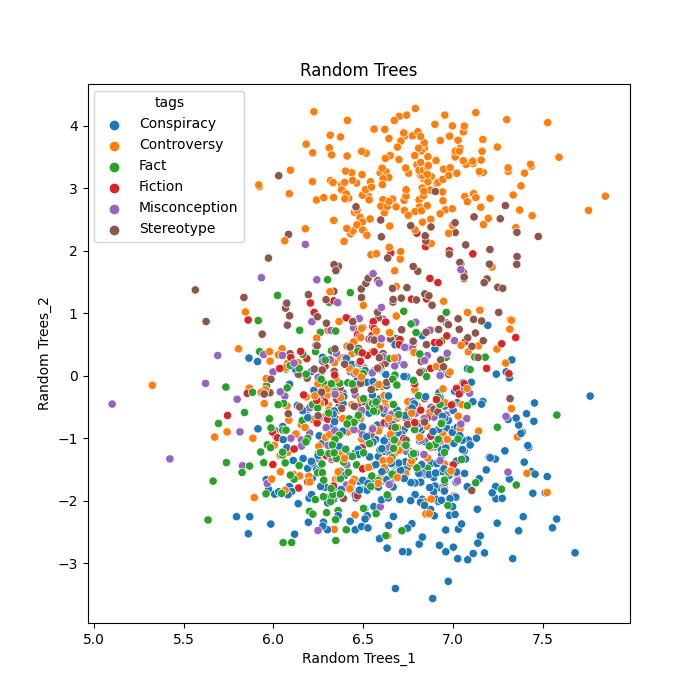 Random Trees
tags
Conspiracy
Controversy
Fact
Fiction
Misconception
Stereotype
4
3
2
1
0
−1
−2
−3
Random Trees_2
5.0 5.5 6.0 6.5 7.0 7.5
Random Trees_1